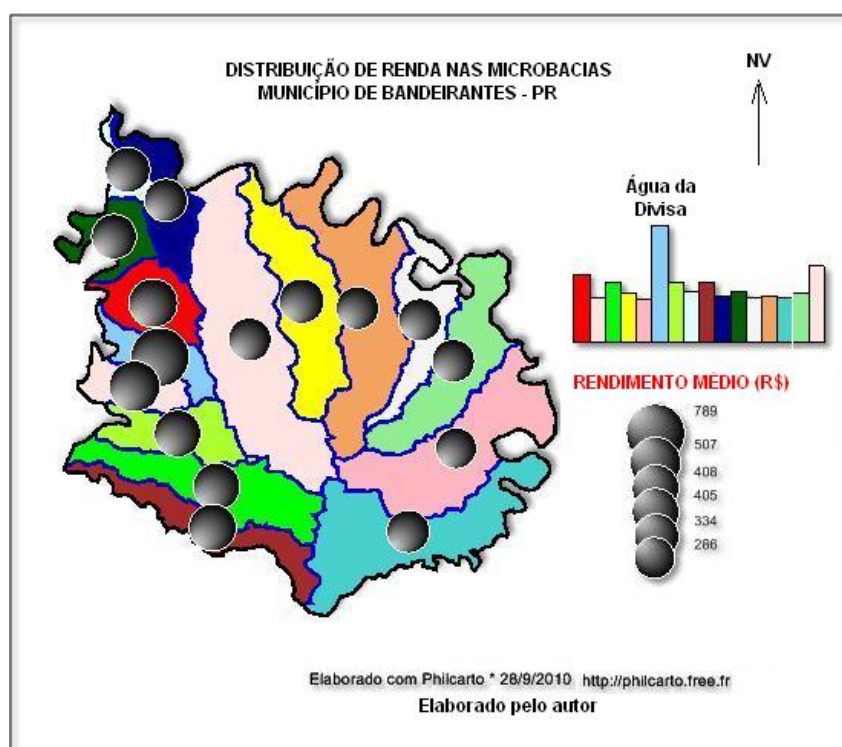 DISTRIBUIÇÃO DE RENDA NAS MICROBACIAS
MUNICÍPIO DE BANDEIRANTES - PR
NV
Água da
Divisa
RENDIMENTO MÉDIO (R$)
789
507
408
405
334
286
Elaborado com Philcarto * 28/9/2010 http://philcarto.free.fr
Elaborado pelo autor